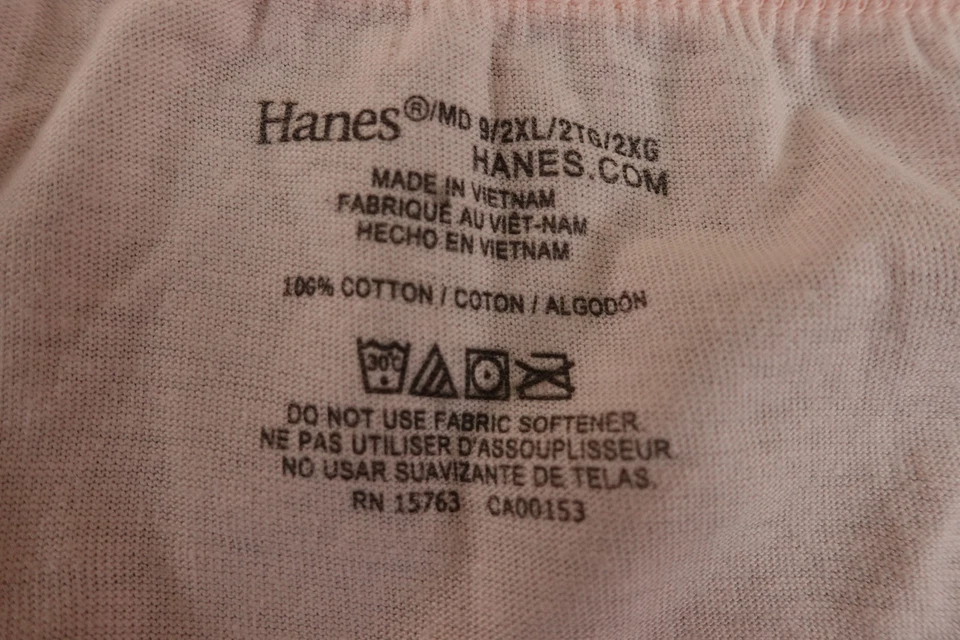 Hanes®/MD 9/2XL/2TG/2XG
HANES.COM
MADE IN VIETNAM
FABRIQUÉ AU VIÊT-NAM
HECHO EN VIETNAM
100% COTTON / COTON / ALGODÓN
30°C
DO NOT USE FABRIC SOFTENER.
NE PAS UTILISER D'ASSOUPLISSEUR.
NO USAR SUAVIZANTE DE TELAS.
RN 15763 CA00153